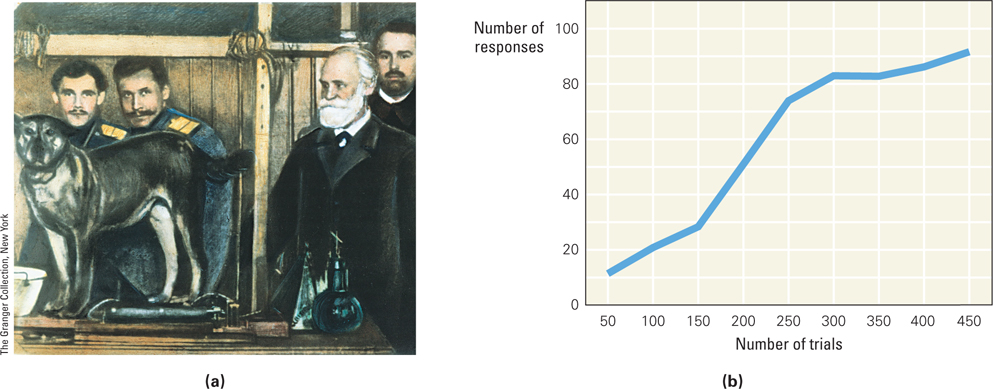 The Granger Collection, New York
(a)
Number of
responses
100
80
60
40
20
0
50 100 150 200 250 300 350 400 450
Number of trials
(b)